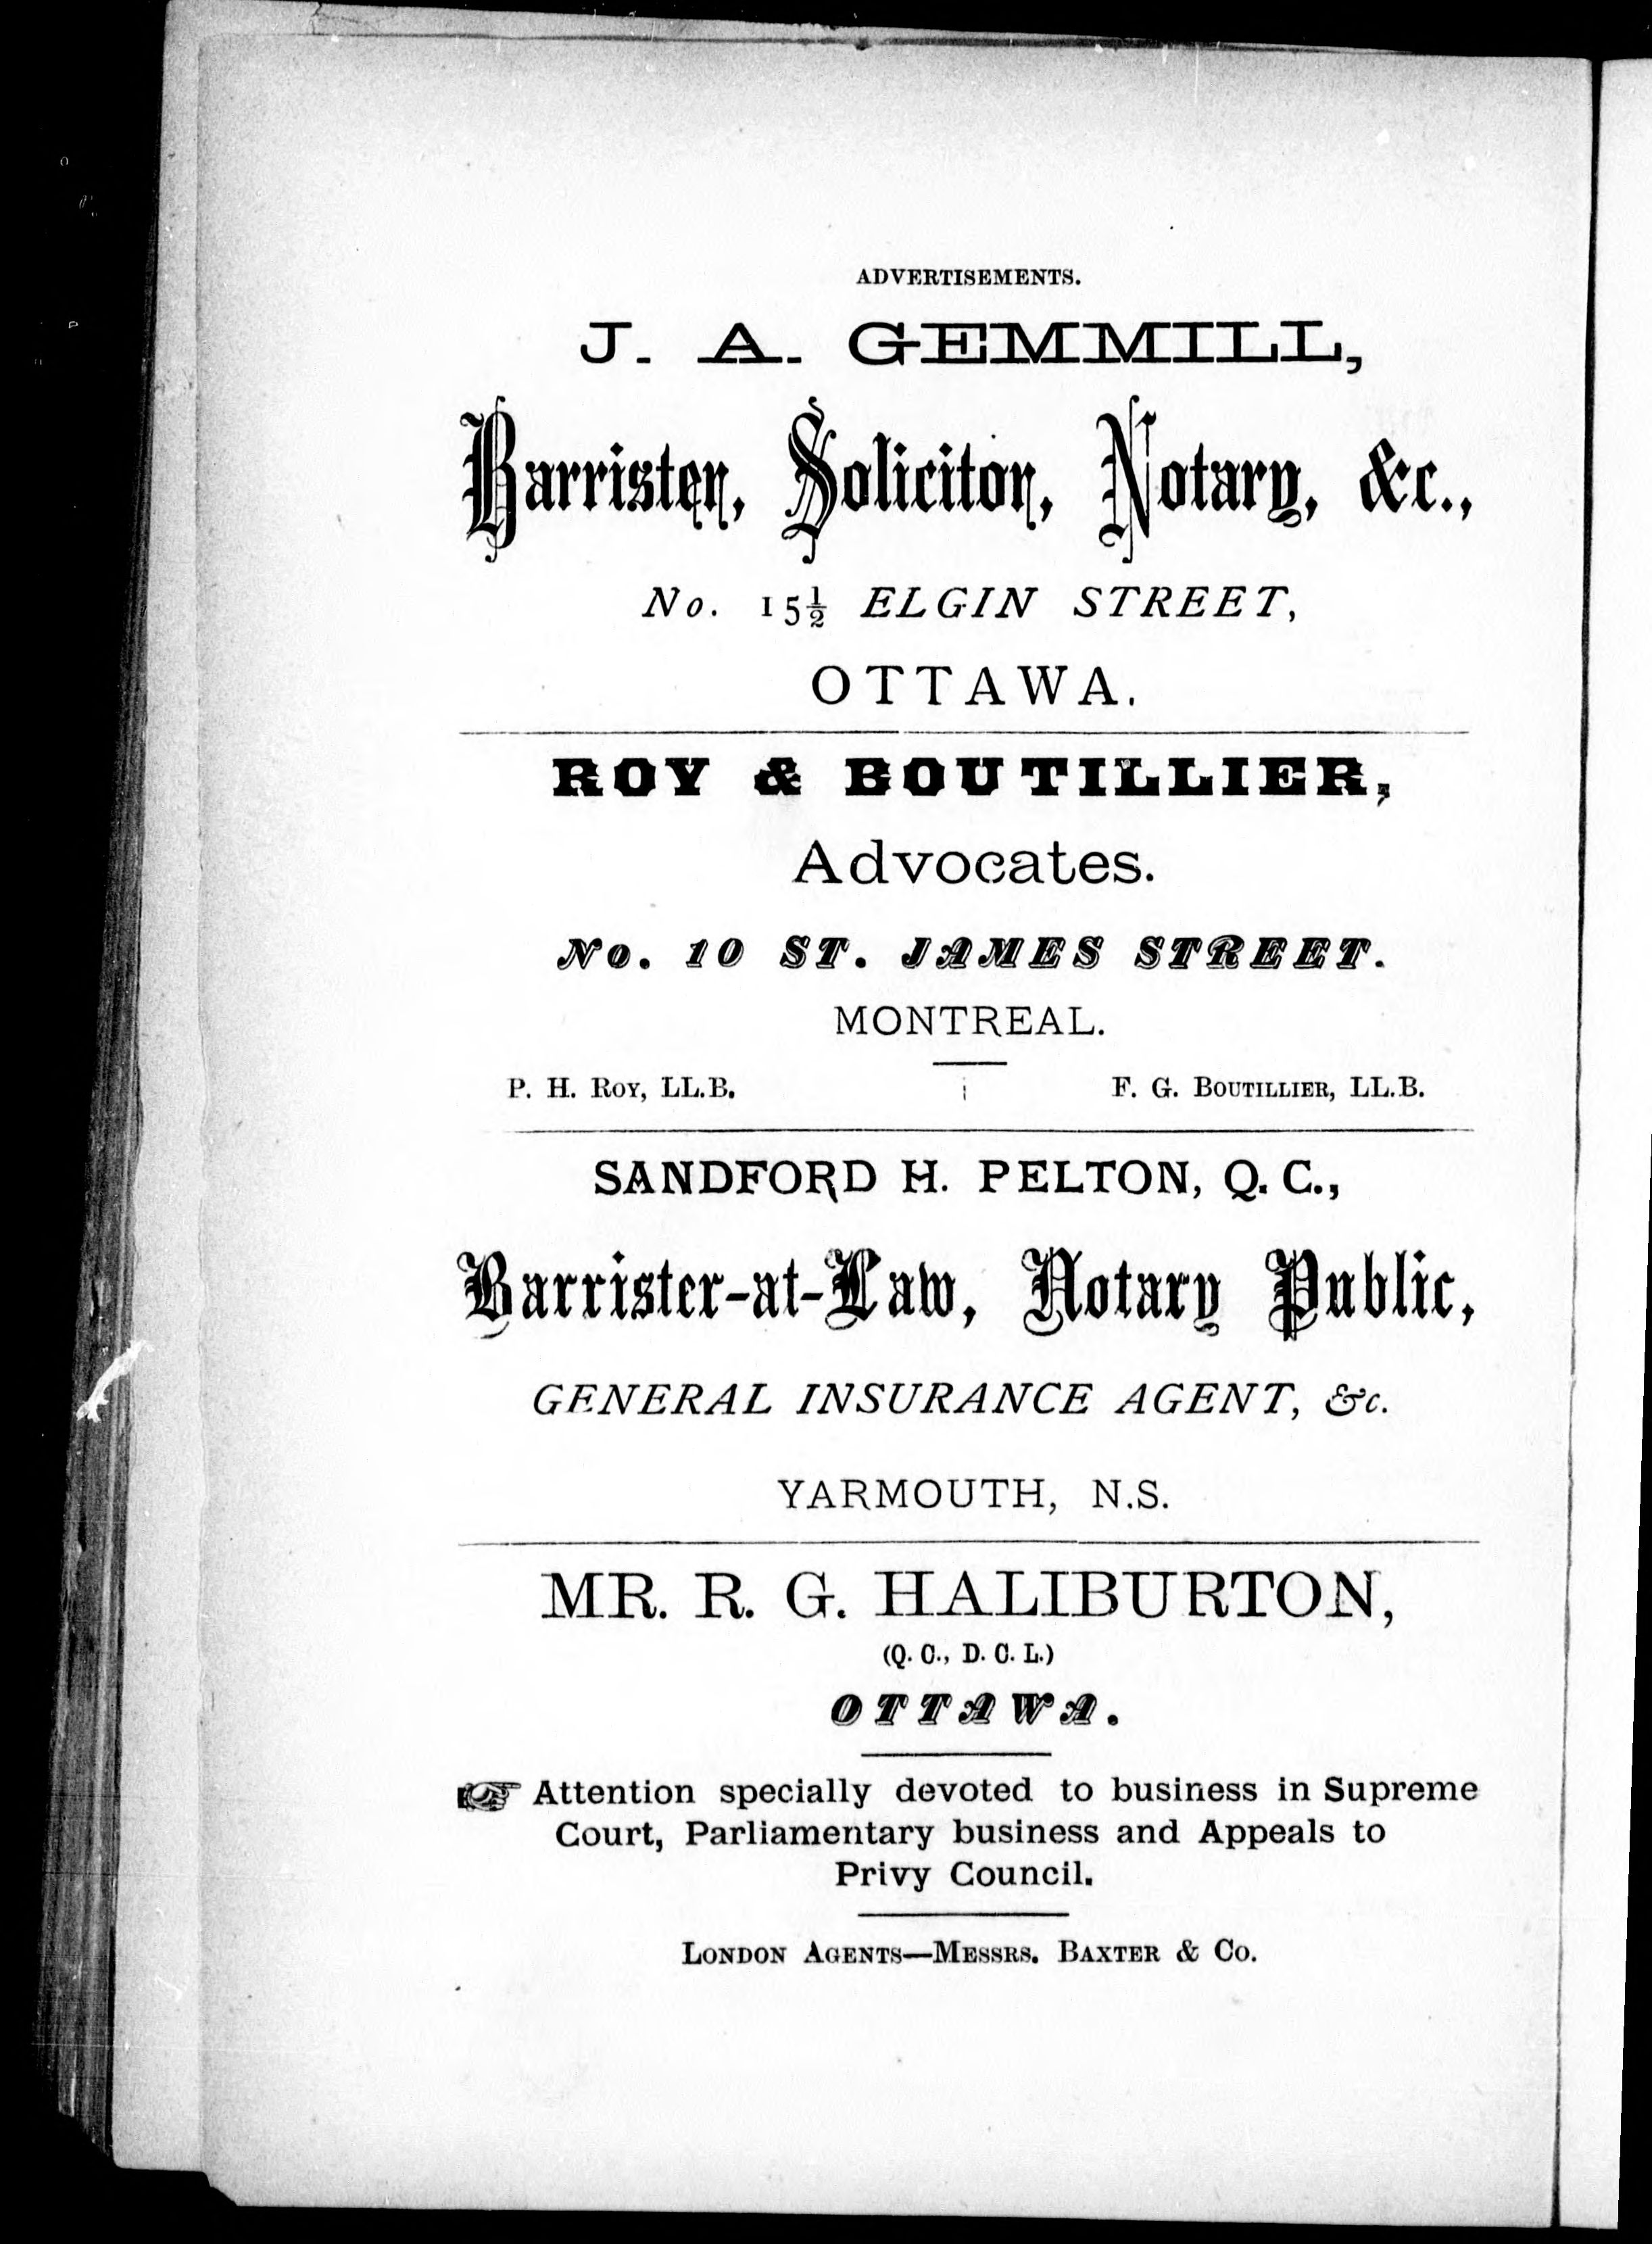 ADVERTISEMENTS.
J. A. GEMMILL,
Barrister, Solicitor, Notary, &c.,
No. 15½ ELGIN STREET,
OTTAWA.
ROY & BOUTILLIER,
Advocates.
No. 10 ST. JAMES STREET.
MONTREAL.
P. H. ROY, LL.B. F. G. BOUTILLIER, LL.B.
SANDFORD H. PELTON, Q. C.,
Barrister-at-Law, Notary Public,
GENERAL INSURANCE AGENT, &c.
YARMOUTH, N.S.
MR. R. G. HALIBURTON,
(Q. C., D. C. L.)
OTTAWA.
☞ Attention specially devoted to business in Supreme
Court, Parliamentary business and Appeals to
Privy Council.
LONDON AGENTS—MESSRS. BAXTER & CO.